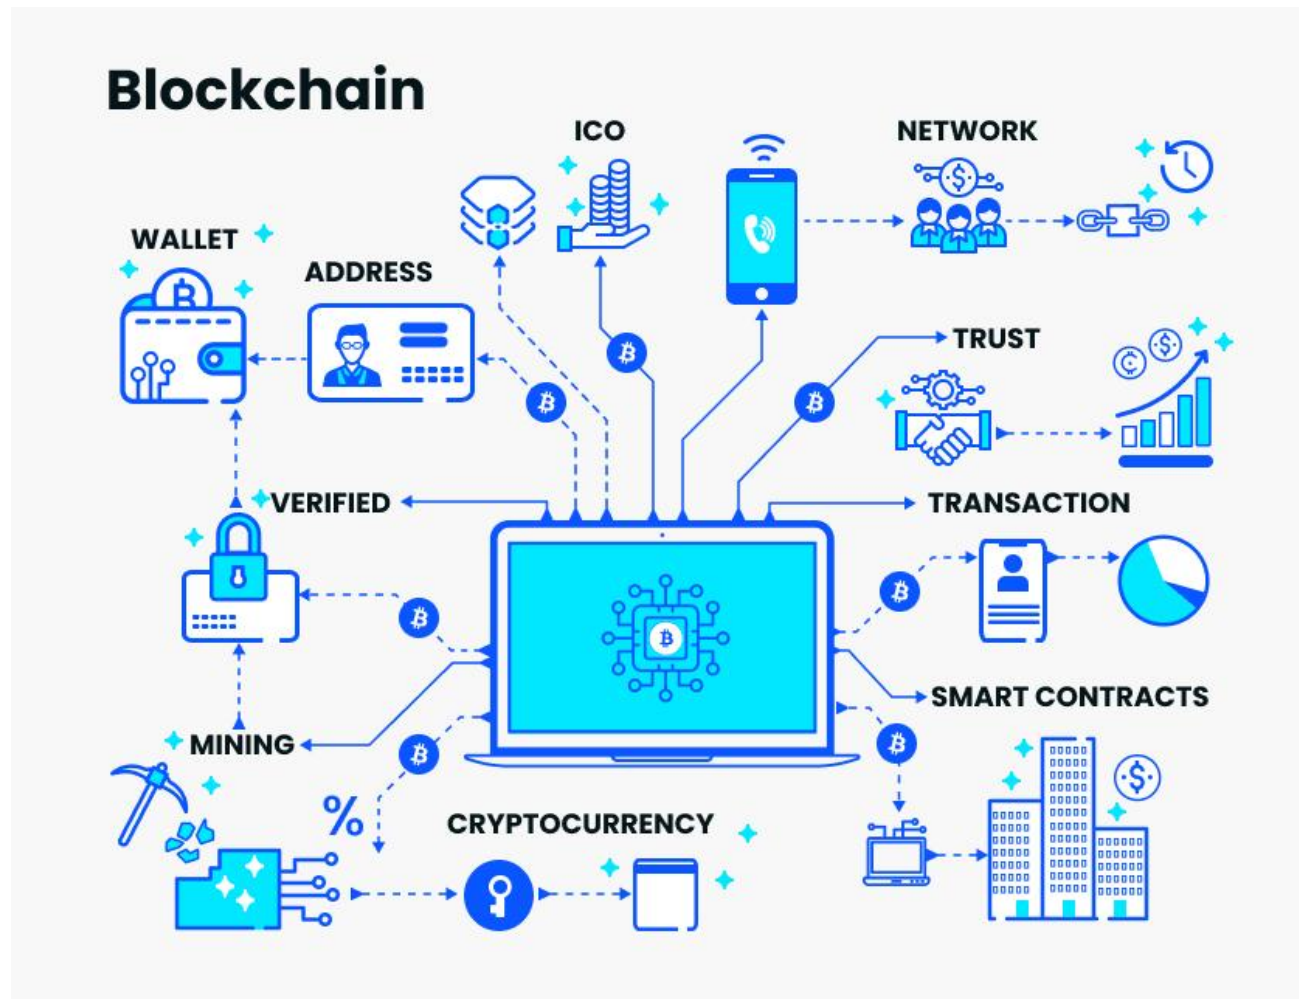 Blockchain
ICO
NETWORK
WALLET
ADDRESS
TRUST
VERIFIED
TRANSACTION
SMART CONTRACTS
MINING
%
CRYPTOCURRENCY